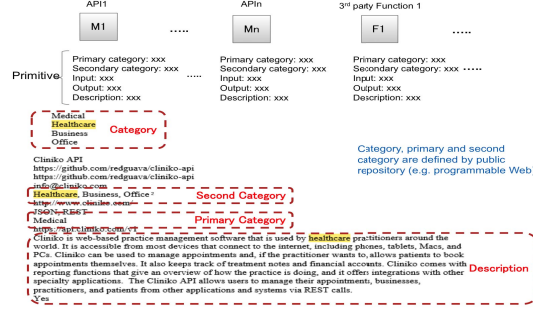 API1
APIn
3rd party Function 1
M1
.....
Mn
F1
.....
Primitive
Primary category: xxx
Secondary category: xxx
Input: xxx
Output: xxx
Description: xxx
.....
Primary category: xxx
Secondary category: xxx
Input: xxx
Output: xxx
Description: xxx
Primary category: xxx
Secondary category: xxx
Input: xxx
Output: xxx
Description: xxx
.....
Medical
Healthcare
Business
Office
Category
Category, primary and second
category are defined by public
repository (e.g. programmable Web)
Cliniko API
https://github.com/redguava/cliniko-api
https://github.com/redguava/cliniko-api
info@cliniko.com
Healthcare, Business, Office
Second Category
http://www.cliniko.com/
JSON, REST
Medical
Primary Category
https://api.cliniko.com/v1
Cliniko is web-based practice management software that is used by healthcare practitioners around the
world. It is accessible from most devices that connect to the internet, including phones, tablets, Macs, and
PCs. Cliniko can be used to manage appointments and, if the practitioner wants to, allows patients to book
appointments themselves. It also keeps track of treatment notes and financial accounts. Cliniko comes with
reporting functions that give an overview of how the practice is doing, and it offers integrations with other
specialty applications. The Cliniko API allows users to manage their appointments, businesses,
practitioners, and patients from other applications and systems via REST calls.
Description
Yes